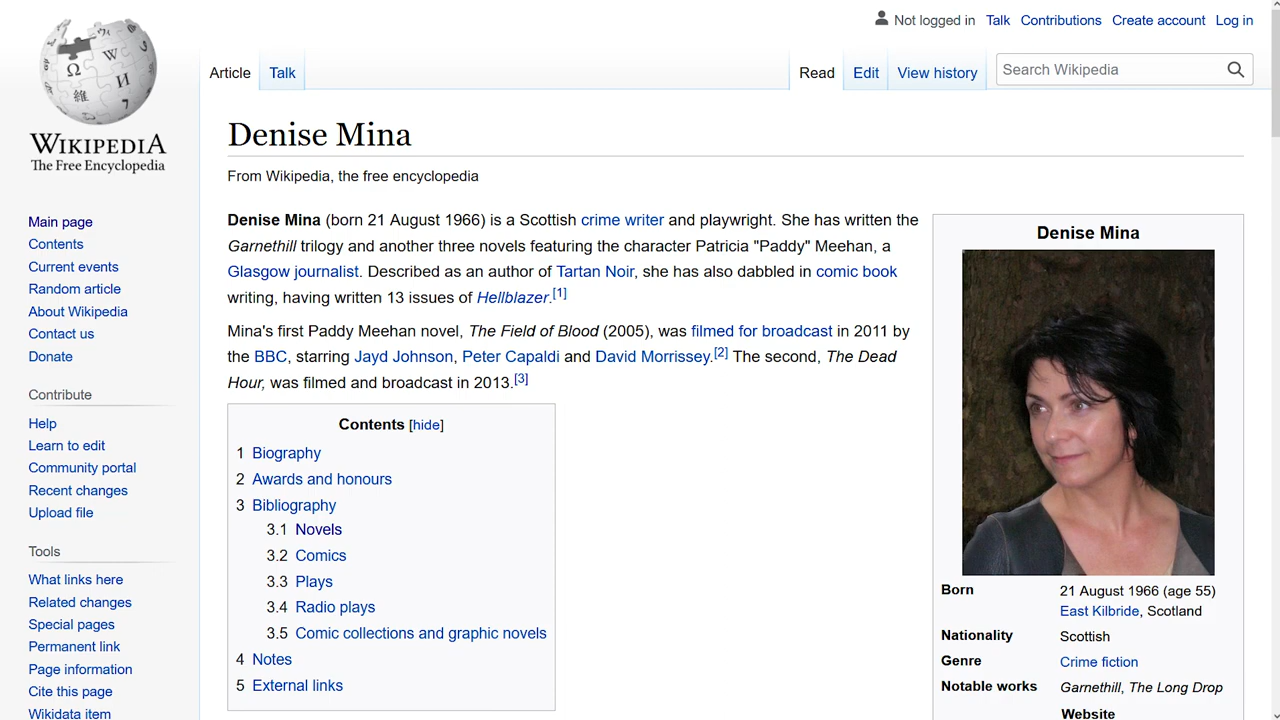 Not logged in Talk Contributions Create account Log in
Article Talk Read Edit View history Search Wikipedia
WIKIPEDIA
The Free Encyclopedia
Main page
Contents
Current events
Random article
About Wikipedia
Contact us
Donate
Contribute
Help
Learn to edit
Community portal
Recent changes
Upload file
Tools
What links here
Related changes
Special pages
Permanent link
Page information
Cite this page
Wikidata item
Denise Mina
From Wikipedia, the free encyclopedia
Denise Mina (born 21 August 1966) is a Scottish crime writer and playwright. She has written the
Garnethill trilogy and another three novels featuring the character Patricia "Paddy" Meehan, a
Glasgow journalist. Described as an author of Tartan Noir, she has also dabbled in comic book
writing, having written 13 issues of Hellblazer.[1]
Mina's first Paddy Meehan novel, The Field of Blood (2005), was filmed for broadcast in 2011 by
the BBC, starring Jayd Johnson, Peter Capaldi and David Morrissey.[2] The second, The Dead
Hour, was filmed and broadcast in 2013.[3]
Contents [hide]
1 Biography
2 Awards and honours
3 Bibliography
3.1 Novels
3.2 Comics
3.3 Plays
3.4 Radio plays
3.5 Comic collections and graphic novels
4 Notes
5 External links
Denise Mina
Born 21 August 1966 (age 55)
East Kilbride, Scotland
Nationality Scottish
Genre Crime fiction
Notable works Garnethill, The Long Drop
Website